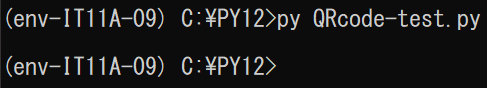 (env-IT11A-09) C:¥PY12>py QRcode-test.py
(env-IT11A-09) C:¥PY12>